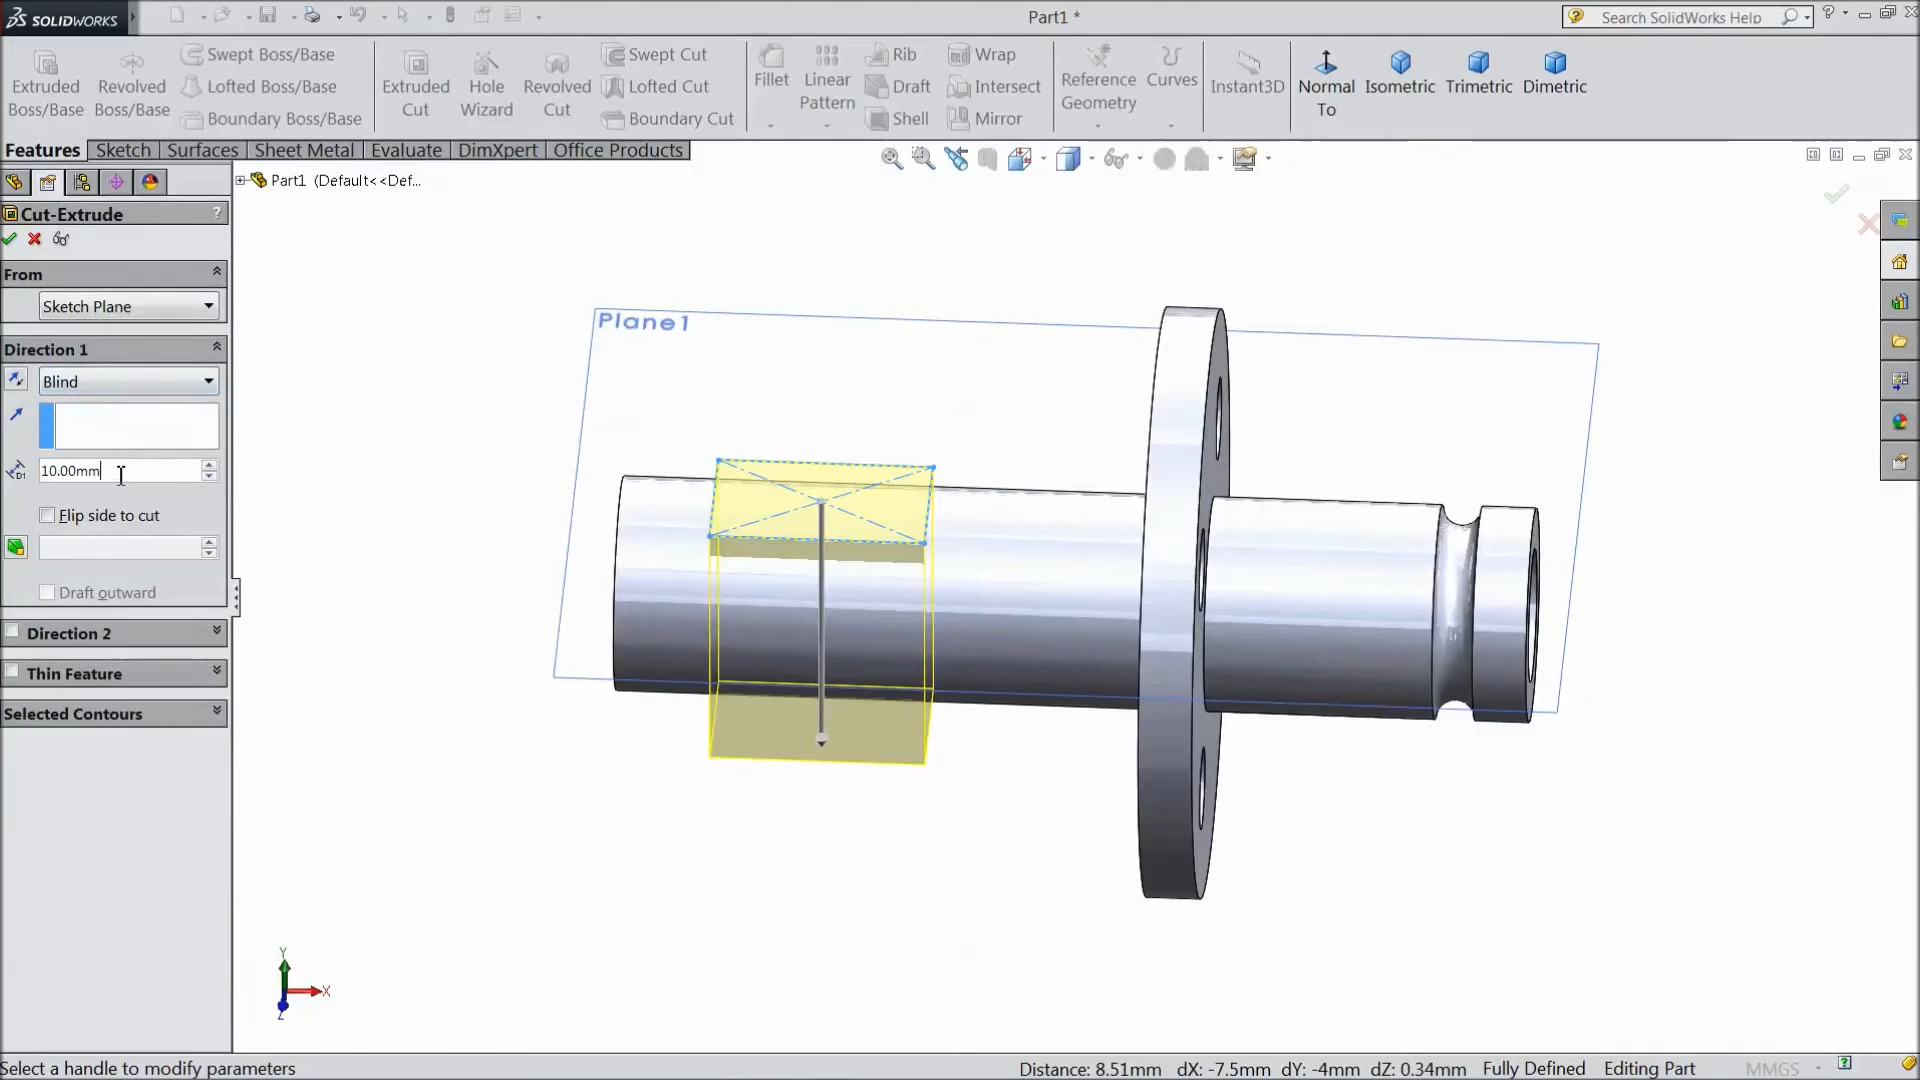 SOLIDWORKS
Part1 *
Search SolidWorks Help
Extruded Boss/Base
Revolved Boss/Base
Swept Boss/Base
Lofted Boss/Base
Boundary Boss/Base
Extruded Cut
Hole Wizard
Revolved Cut
Swept Cut
Lofted Cut
Boundary Cut
Fillet
Linear Pattern
Rib
Draft
Shell
Wrap
Intersect
Mirror
Reference Geometry
Curves
Instant3D
Normal To
Isometric
Trimetric
Dimetric
Features
Sketch
Surfaces
Sheet Metal
Evaluate
DimXpert
Office Products
Part1 (Default<<Def...
Cut-Extrude
?
From
Sketch Plane
Direction 1
Blind
D1
10.00mm
Flip side to cut
Draft outward
Direction 2
Thin Feature
Selected Contours
Plane1
Y
X
Z
Select a handle to modify parameters
Distance: 8.51mm dX: -7.5mm dY: -4mm dZ: 0.34mm Fully Defined Editing Part MMGS